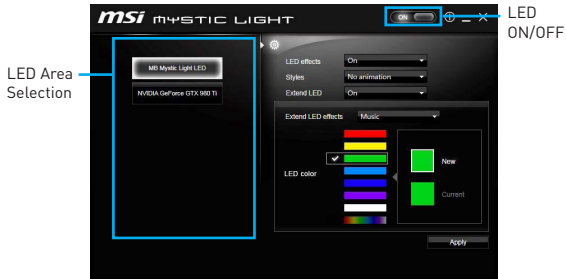 msi MYSTIC LIGHT
ON
LED
ON/OFF
LED Area
Selection
MB Mystic Light LED
NVIDIA GeForce GTX 980 Ti
LED effects On
Styles No animation
Extend LED On
Extend LED effects Music
LED color
New
Current
Apply